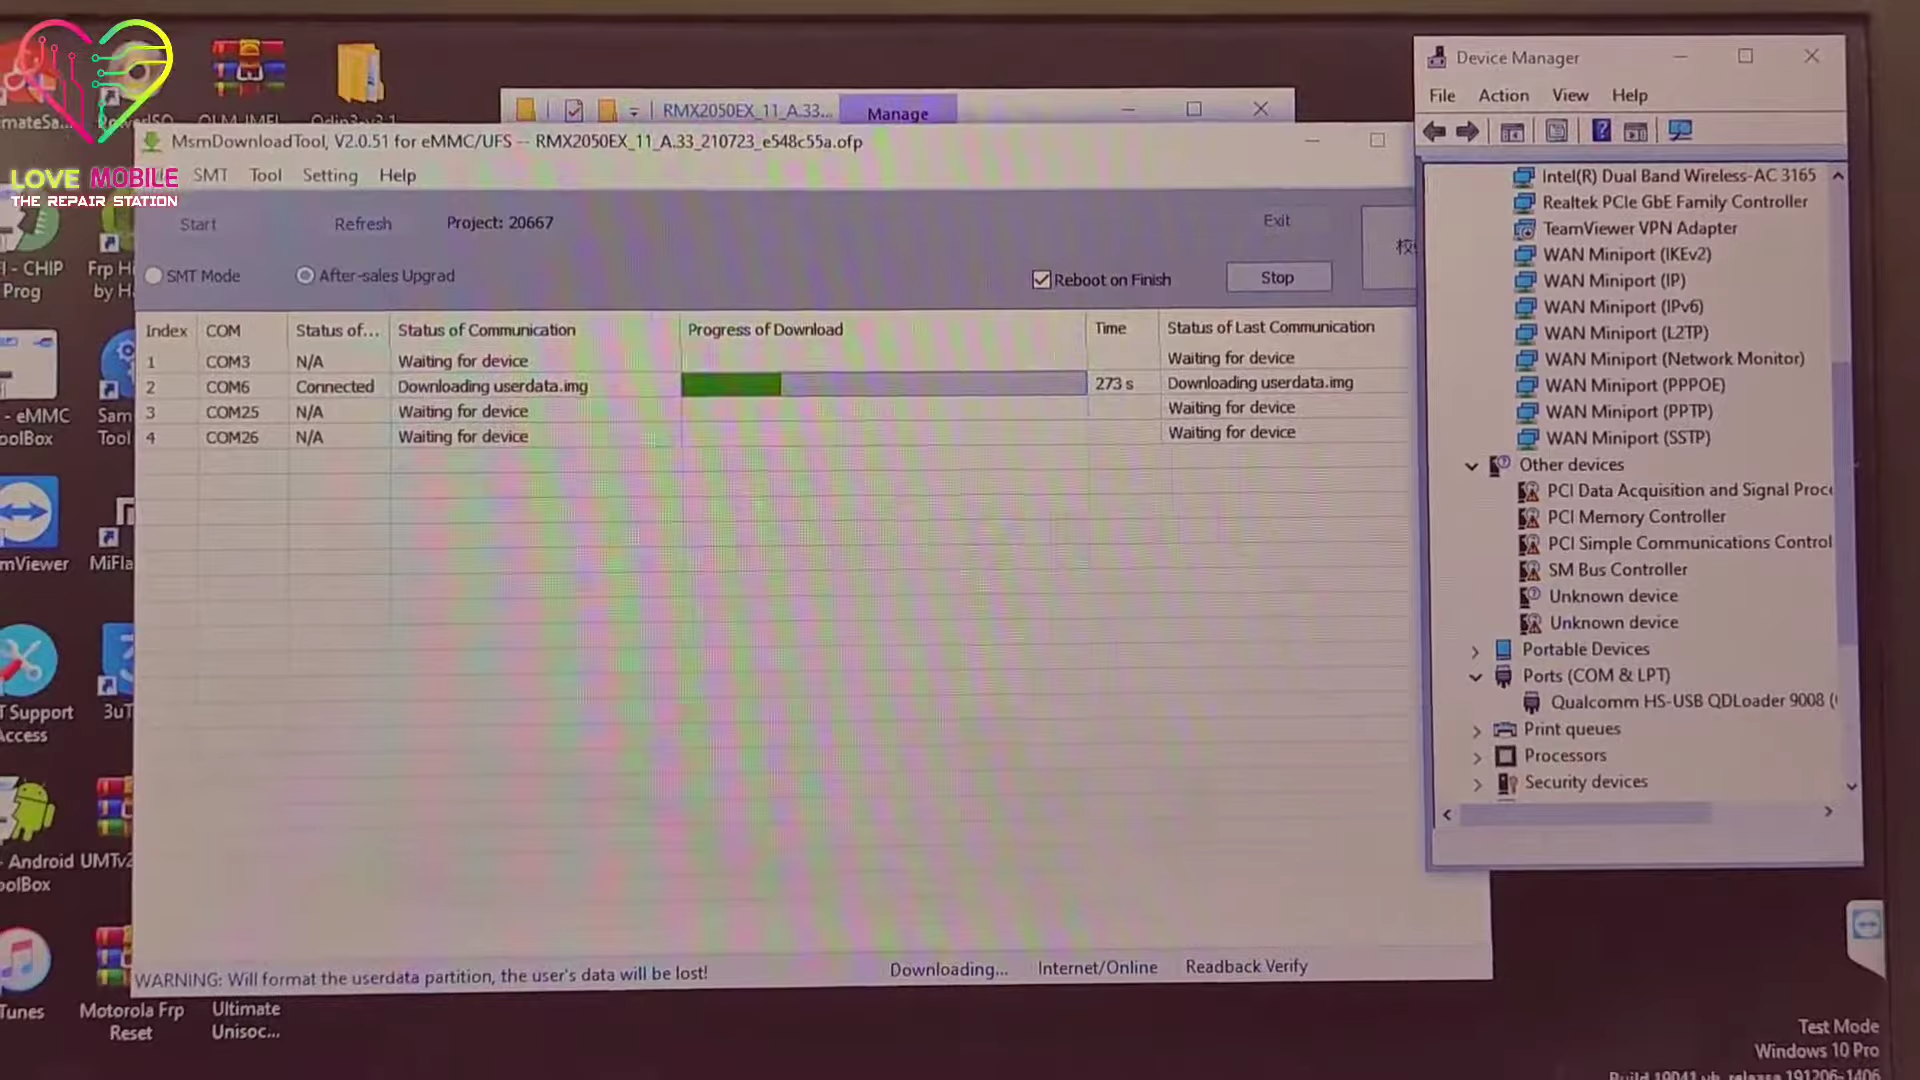 LOVE MOBILE
THE REPAIR STATION
RMX2050EX_11_A.33...
Manage
MsmDownloadTool, V2.0.51 for eMMC/UFS -- RMX2050EX_11_A.33_210723_e548c55a.ofp
SMT Tool Setting Help
Start Refresh Project: 20667 Exit
SMT Mode After-sales Upgrad Reboot on Finish Stop
Index COM Status of... Status of Communication Progress of Download Time Status of Last Communication
1 COM3 N/A Waiting for device Waiting for device
2 COM6 Connected Downloading userdata.img 273 s Downloading userdata.img
3 COM25 N/A Waiting for device Waiting for device
4 COM26 N/A Waiting for device Waiting for device
WARNING: Will format the userdata partition, the user's data will be lost! Downloading... Internet/Online Readback Verify
Device Manager
File Action View Help
Intel(R) Dual Band Wireless-AC 3165
Realtek PCIe GbE Family Controller
TeamViewer VPN Adapter
WAN Miniport (IKEv2)
WAN Miniport (IP)
WAN Miniport (IPv6)
WAN Miniport (L2TP)
WAN Miniport (Network Monitor)
WAN Miniport (PPPOE)
WAN Miniport (PPTP)
WAN Miniport (SSTP)
Other devices
PCI Data Acquisition and Signal Proc
PCI Memory Controller
PCI Simple Communications Control
SM Bus Controller
Unknown device
Unknown device
Portable Devices
Ports (COM & LPT)
Qualcomm HS-USB QDLoader 9008 (
Print queues
Processors
Security devices
mateSa...
PowerISO
- CHIP
Prog
Frp Hi
by H
- eMMC
oolBox
Sam
Tool
mViewer
MiFla
T Support
Access
3uT
- Android
oolBox
UMTv2
Tunes
Motorola Frp
Reset
Ultimate
Unisoc...
Test Mode
Windows 10 Pro